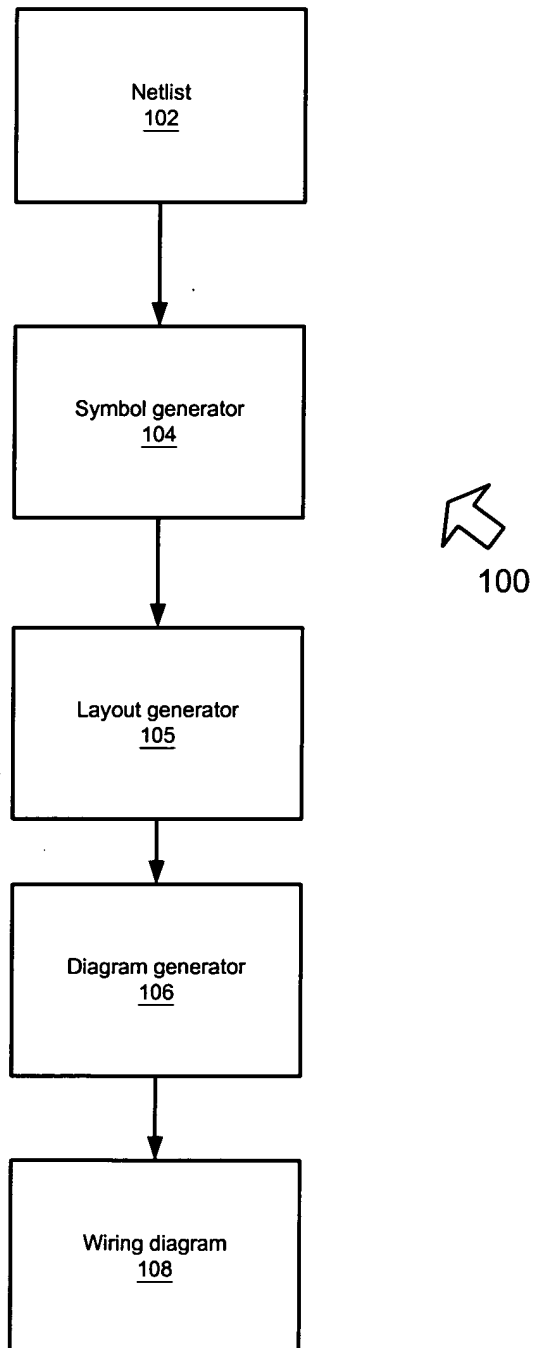 Netlist
102
Symbol generator
104
100
Layout generator
105
Diagram generator
106
Wiring diagram
108